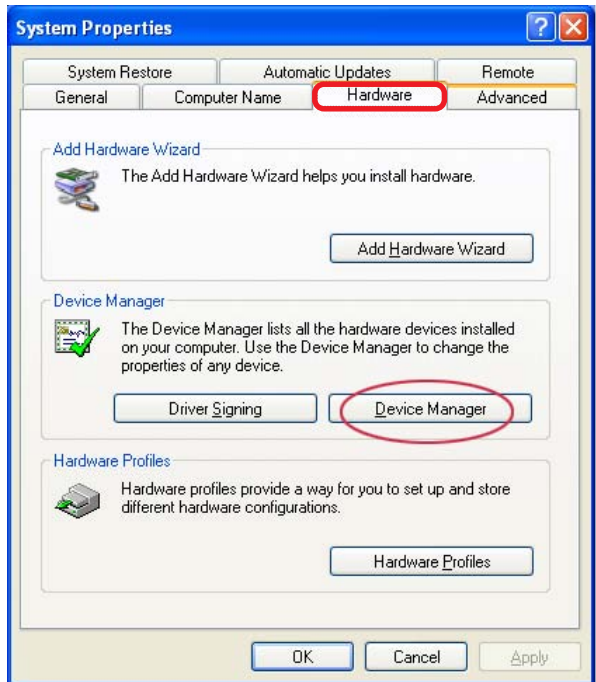 System Properties
System Restore
Automatic Updates
Remote
General
Computer Name
Hardware
Advanced
Add Hardware Wizard
The Add Hardware Wizard helps you install hardware.
Add Hardware Wizard
Device Manager
The Device Manager lists all the hardware devices installed
on your computer. Use the Device Manager to change the
properties of any device.
Driver Signing
Device Manager
Hardware Profiles
Hardware profiles provide a way for you to set up and store
different hardware configurations.
Hardware Profiles
OK
Cancel
Apply